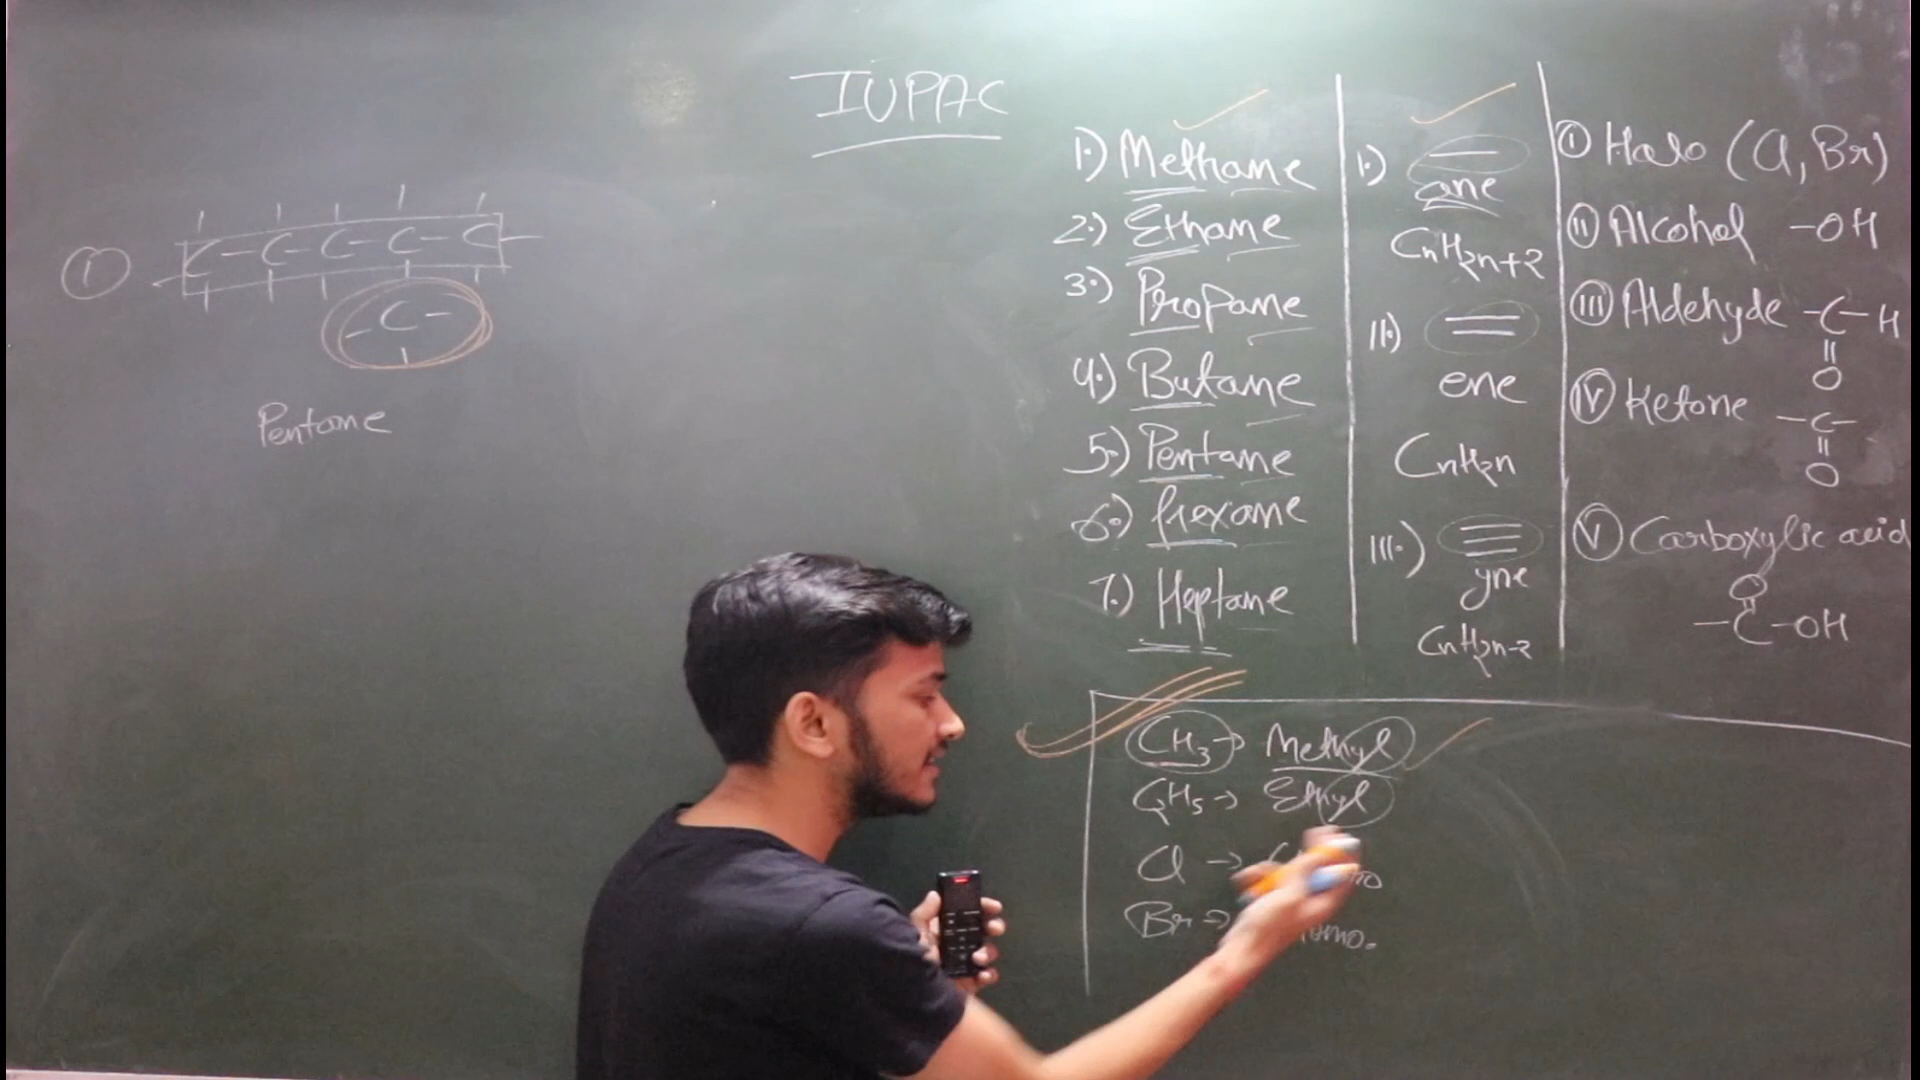 IUPAC
1.) Methane
2.) Ethane
3.) Propane
4.) Butane
5.) Pentane
6.) hexane
7.) Heptane
1.) —
ane
CnH2n+2
11.) =
ene
CnH2n
111.) ≡
yne
CnH2n-2
I Halo (Cl, Br)
II Alcohol -OH
III Aldehyde -C-H
||
O
IV Ketone -C-
||
O
V Carboxylic acid
O
||
-C-OH
1 C-C-C-C-C-
-C-
Pentane
CH3→ Methyl
C2H5→ Ethyl
Cl →
Br→